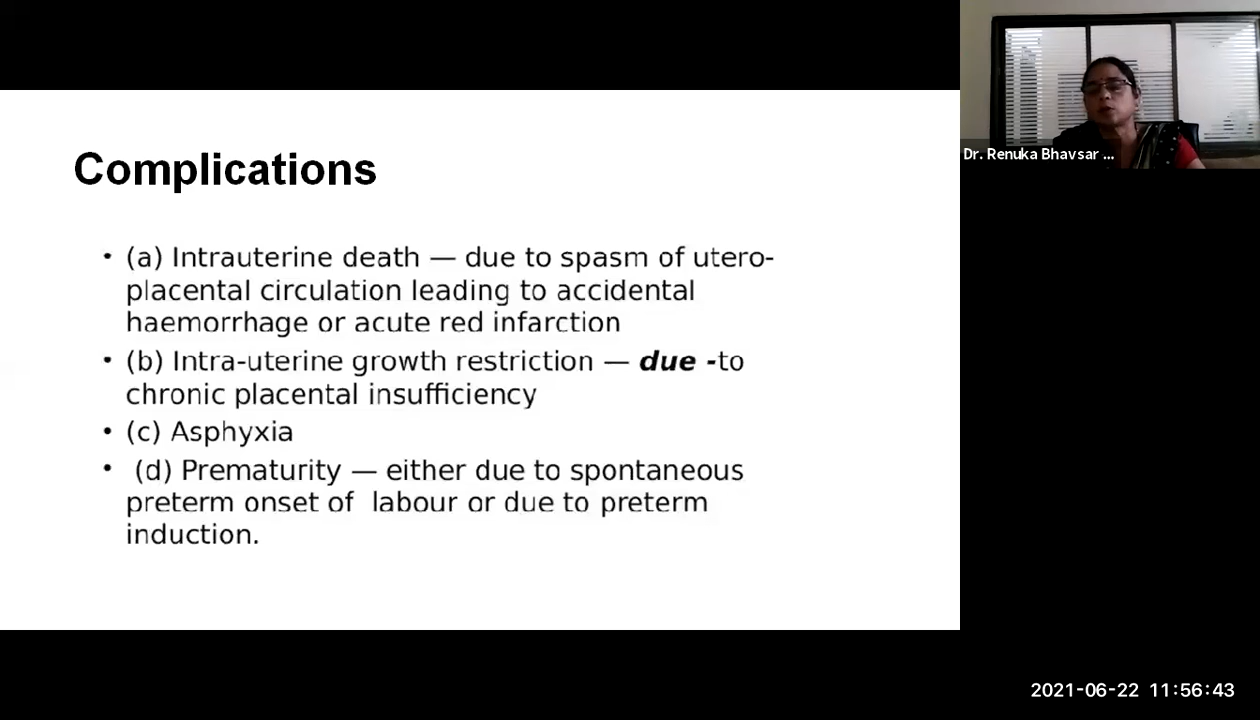 Complications
• (a) Intrauterine death — due to spasm of utero-
placental circulation leading to accidental
haemorrhage or acute red infarction
• (b) Intra-uterine growth restriction — due -to
chronic placental insufficiency
• (c) Asphyxia
• (d) Prematurity — either due to spontaneous
preterm onset of  labour or due to preterm
induction.
Dr. Renuka Bhavsar ...
2021-06-22 11:56:43